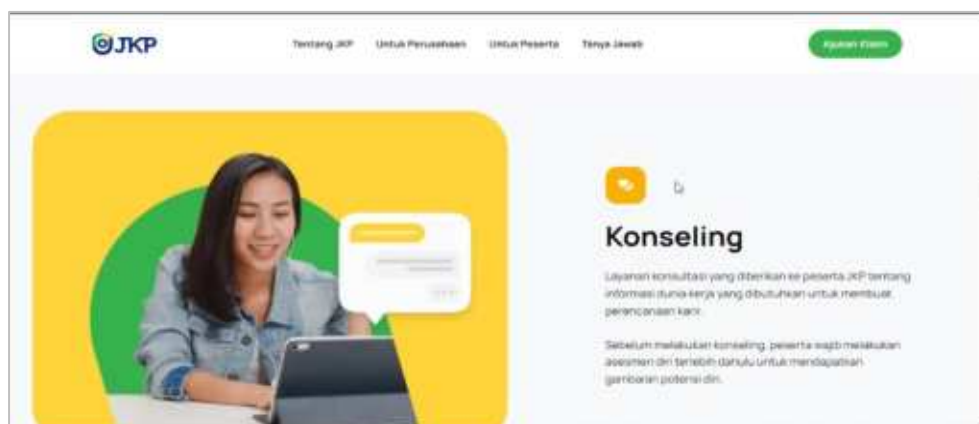 JKP
Tentang JKP Untuk Perusahaan Untuk Peserta Tanya Jawab
Ajukan Klaim
Konseling
Layanan konsultasi yang diberikan ke peserta JKP tentang
informasi dunia kerja yang dibutuhkan untuk membuat
perencanaan karir.
Sebelum melakukan konseling, peserta wajib melakukan
asesmen diri terlebih dahulu untuk mendapatkan
gambaran potensi diri.